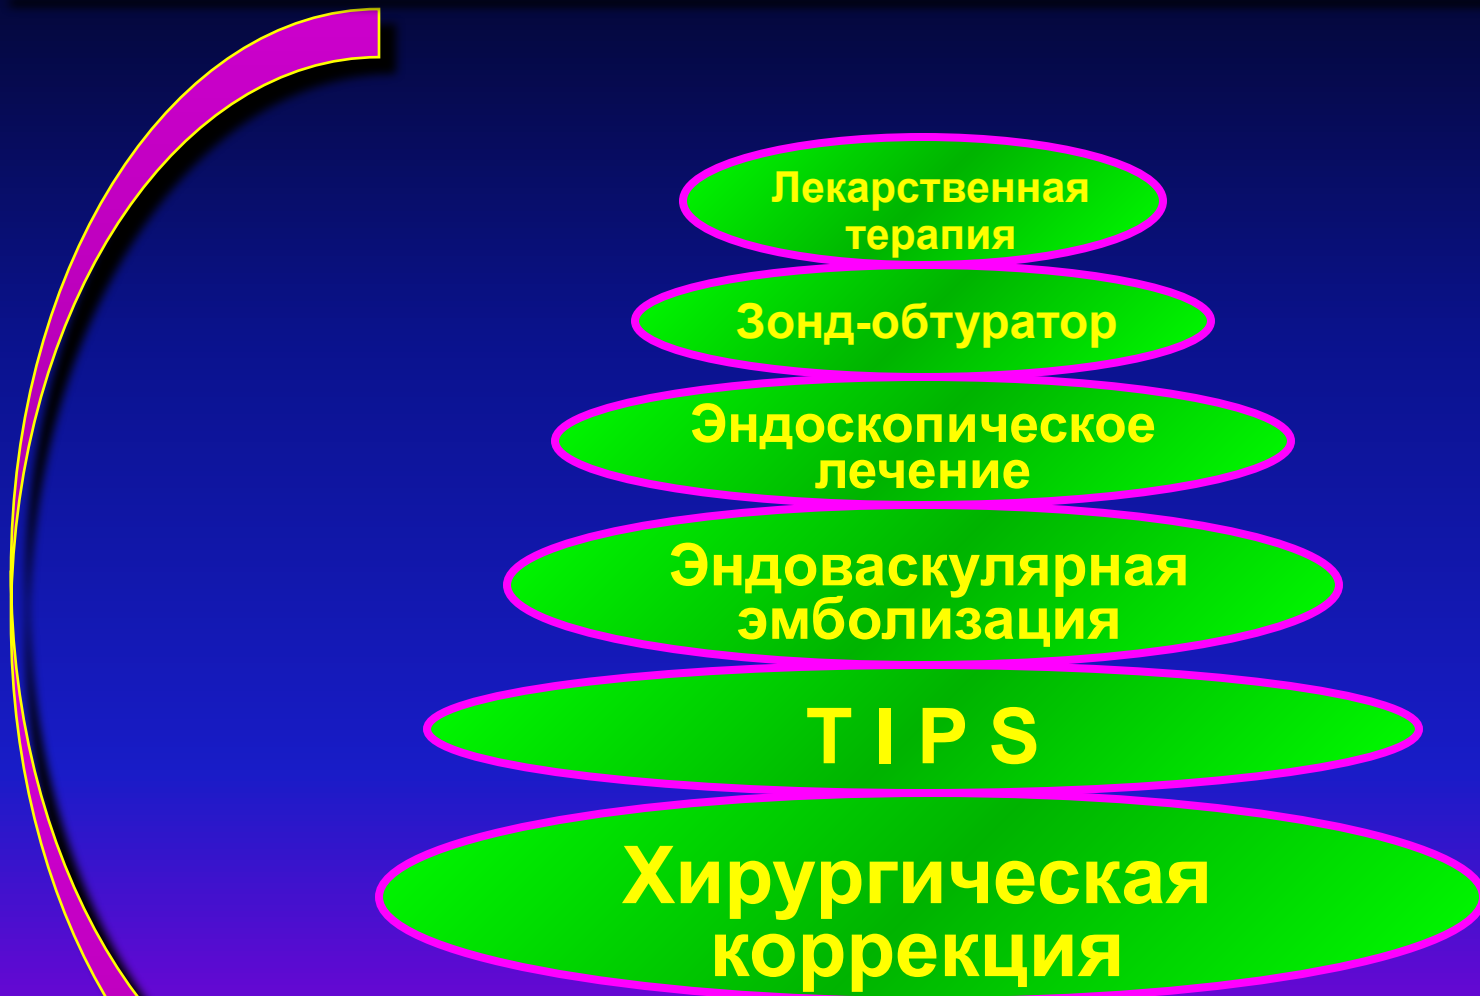 Лекарственная
терапия
Зонд-обтуратор
Эндоскопическое
лечение
Эндоваскулярная
эмболизация
T I P S
Хирургическая
коррекция